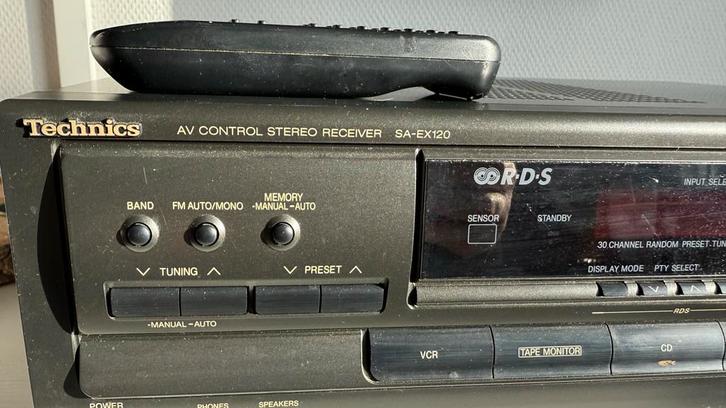 Technics
AV CONTROL STEREO RECEIVER SA-EX120
R·D·S
INPUT SELE
BAND
FM AUTO/MONO
MEMORY
-MANUAL -AUTO
SENSOR
STANDBY
30 CHANNEL RANDOM PRESET TUN
TUNING
PRESET
DISPLAY MODE
PTY SELECT
RDS
-MANUAL -AUTO
VCR
TAPE MONITOR
CD
POWER
PHONES
SPEAKERS